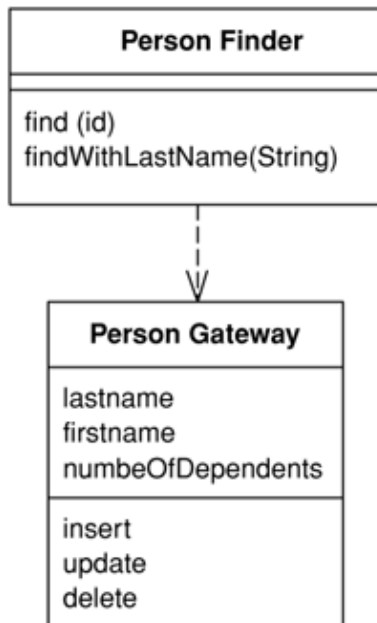 Person Finder
find (id)
findWithLastName(String)
Person Gateway
lastname
firstname
numbeOfDependents
insert
update
delete